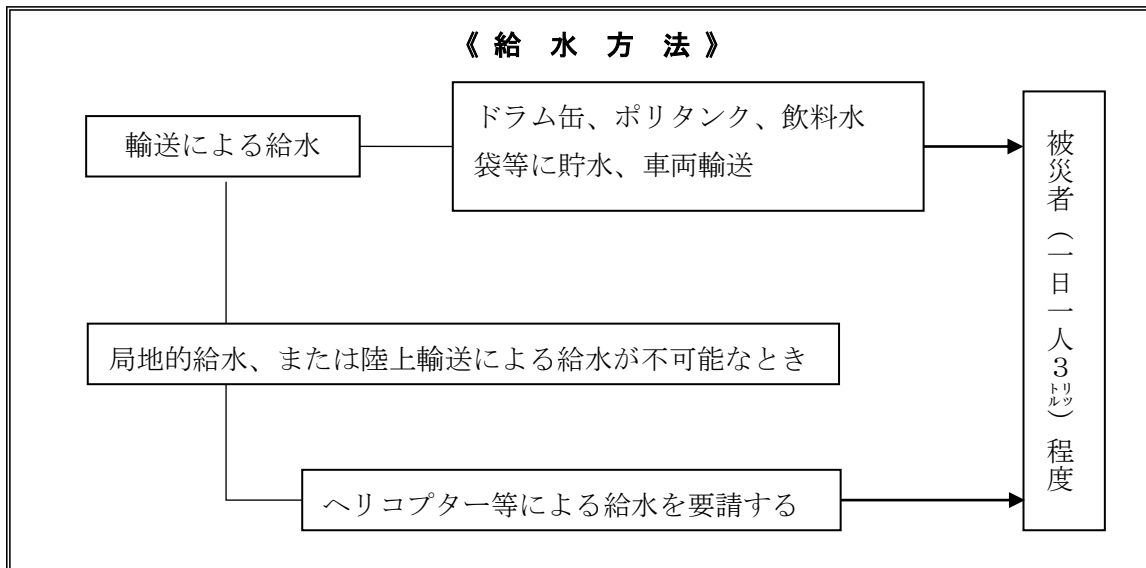 《 給 水 方 法 》
輸送による給水
ドラム缶、ポリタンク、飲料水
袋等に貯水、車両輸送
局地的給水、または陸上輸送による給水が不可能なとき
ヘリコプター等による給水を要請する
被災者（一日一人３リットル）程度